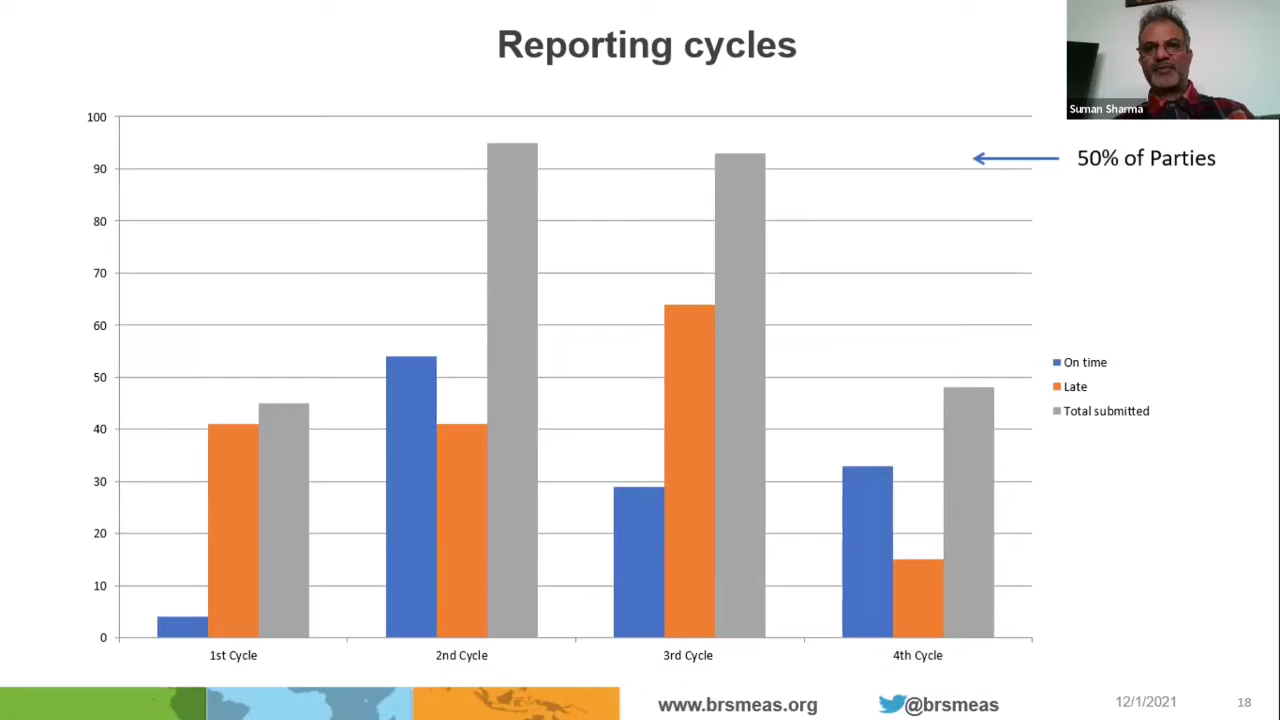 Reporting cycles
Suman Sharma
50% of Parties
100
90
80
70
60
50
40
30
20
10
0
1st Cycle
2nd Cycle
3rd Cycle
4th Cycle
On time
Late
Total submitted
www.brsmeas.org
@brsmeas
12/1/2021
18